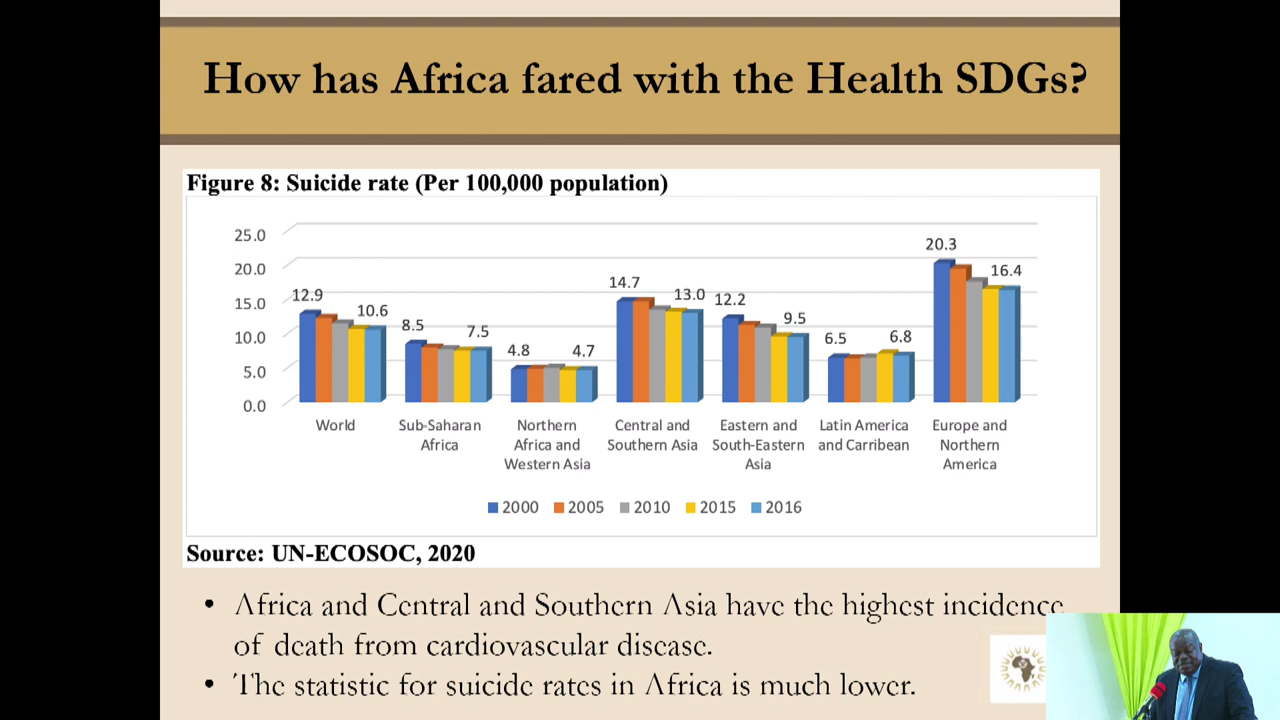 How has Africa fared with the Health SDGs?
Figure 8: Suicide rate (Per 100,000 population)
25.0
20.0
15.0
10.0
5.0
0.0
12.9
10.6
8.5
7.5
4.8
4.7
14.7
13.0
12.2
9.5
6.5
6.8
20.3
16.4
World
Sub-Saharan
Africa
Northern
Africa and
Western Asia
Central and
Southern Asia
Eastern and
South-Eastern
Asia
Latin America
and Carribean
Europe and
Northern
America
2000 2005 2010 2015 2016
Source: UN-ECOSOC, 2020
• Africa and Central and Southern Asia have the highest incidence
of death from cardiovascular disease.
• The statistic for suicide rates in Africa is much lower.